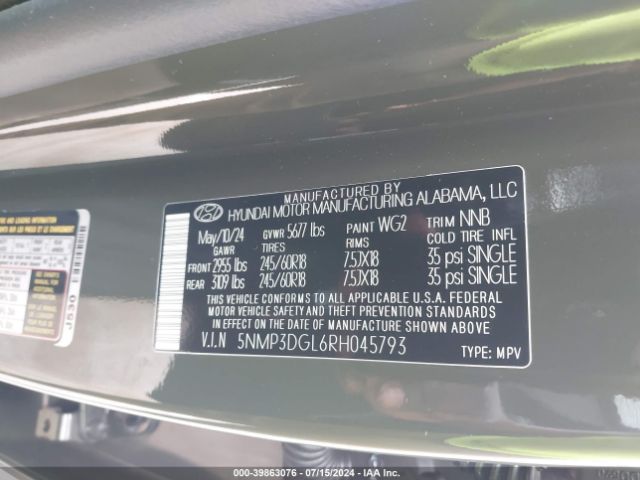 MANUFACTURED BY
HYUNDAI MOTOR MANUFACTURING ALABAMA, LLC
May/10/24 GVWR 5677 lbs PAINT WG2 TRIM NNB
GAWR TIRES RIMS COLD TIRE INFL
FRONT 2955 lbs 245/60R18 7.5JX18 35 psi SINGLE
REAR 3109 lbs 245/60R18 7.5JX18 35 psi SINGLE
THIS VEHICLE CONFORMS TO ALL APPLICABLE U.S.A. FEDERAL
MOTOR VEHICLE SAFETY, BUMPER, AND THEFT PREVENTION
STANDARDS IN EFFECT ON THE DATE OF MANUFACTURE SHOWN ABOVE
V.I.N 5NMP3DGL6RH045793 TYPE: MPV
000-39863076 / 07/15/2024 / IAA Inc.